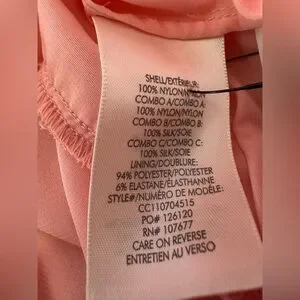 SHELL/EXTÉRIEUR:
100% NYLON/NYLON
COMBO A/COMBO A:
100% NYLON/NYLON
COMBO B/COMBO B:
100% SILK/SOIE
COMBO C/COMBO C:
100% SILK/SOIE
LINING/DOUBLURE:
94% POLYESTER/POLYESTER
6% ELASTANE/ÉLASTHANNE
STYLE#/NUMÉRO DE MODÈLE:
CC110704515
PO# 126120
RN# 107677
CARE ON REVERSE
ENTRETIEN AU VERSO